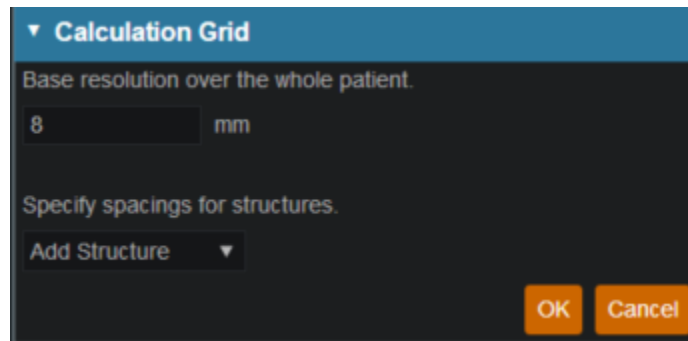 Calculation Grid
Base resolution over the whole patient.
8 mm
Specify spacings for structures.
Add Structure
OK Cancel